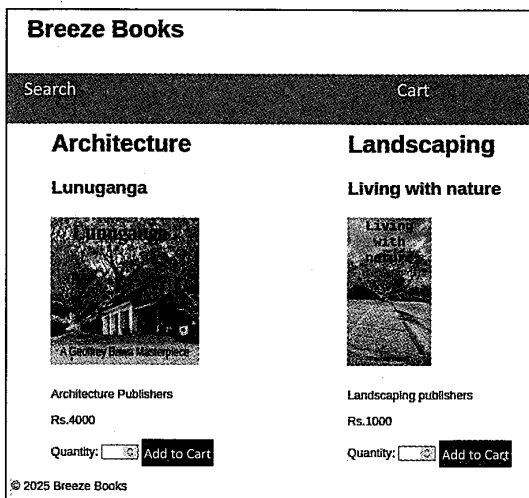 Breeze Books
Search Cart
Architecture Landscaping
Lunuganga Living with nature
Lunuganga
Living
with
nature
A Geoffrey Bawa Masterpiece
Architecture Publishers Landscaping publishers
Rs.4000 Rs.1000
Quantity: Add to Cart Quantity: Add to Cart
© 2025 Breeze Books